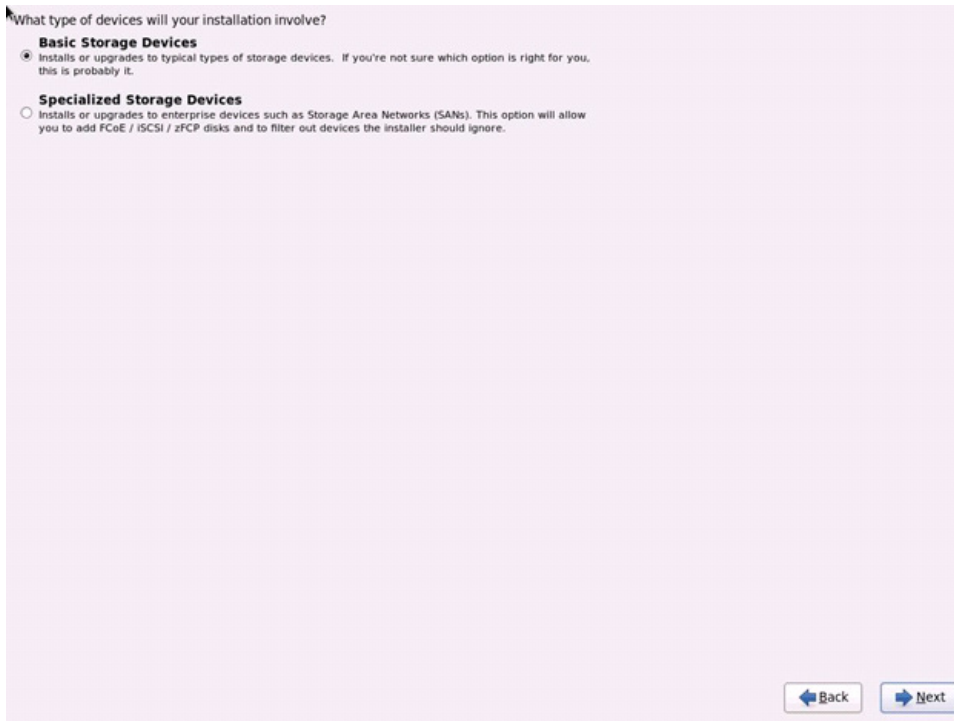 What type of devices will your installation involve?
Basic Storage Devices
Installs or upgrades to typical types of storage devices.  If you're not sure which option is right for you,
this is probably it.
Specialized Storage Devices
Installs or upgrades to enterprise devices such as Storage Area Networks (SANs). This option will allow
you to add FCoE / iSCSI / zFCP disks and to filter out devices the installer should ignore.
Back
Next